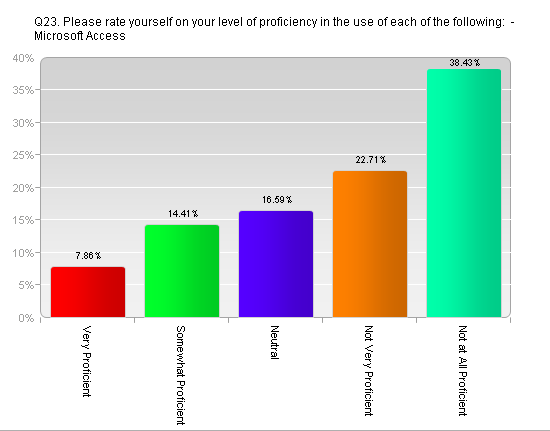 Q23. Please rate yourself on your level of proficiency in the use of each of the following:  -
Microsoft Access
40%
35%
30%
25%
20%
15%
10%
5%
0%
7.86%
14.41%
16.59%
22.71%
38.43%
Very Proficient
Somewhat Proficient
Neutral
Not Very Proficient
Not at All Proficient